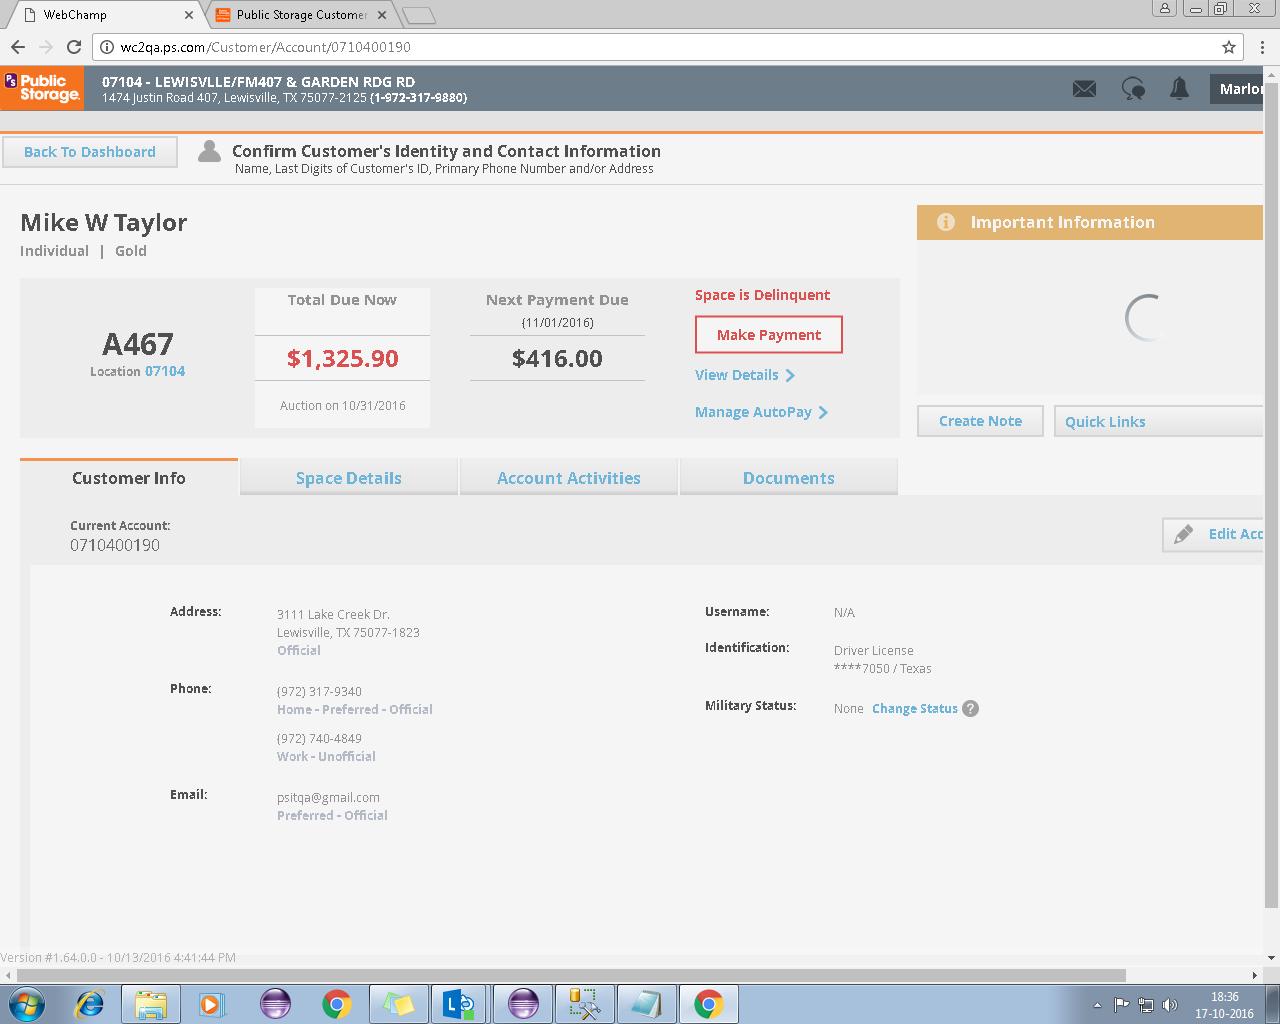 WebChamp
Public Storage Customer
wc2qa.ps.com/Customer/Account/0710400190
Ps Public
Storage
07104 - LEWISVLLE/FM407 & GARDEN RDG RD
1474 Justin Road 407, Lewisville, TX 75077-2125 (1-972-317-9880)
Marlon
Back To Dashboard
Confirm Customer's Identity and Contact Information
Name, Last Digits of Customer's ID, Primary Phone Number and/or Address
Mike W Taylor
Individual | Gold
Important Information
A467
Location 07104
Total Due Now
$1,325.90
Auction on 10/31/2016
Next Payment Due
(11/01/2016)
$416.00
Space is Delinquent
Make Payment
View Details
Manage AutoPay
Create Note
Quick Links
Customer Info
Space Details
Account Activities
Documents
Current Account:
0710400190
Edit Acc
Address:
3111 Lake Creek Dr.
Lewisville, TX 75077-1823
Official
Phone:
(972) 317-9340
Home - Preferred - Official
(972) 740-4849
Work - Unofficial
Email:
psitqa@gmail.com
Preferred - Official
Username:
N/A
Identification:
Driver License
****7050 / Texas
Military Status:
None Change Status ?
Version #1.64.0.0 - 10/13/2016 4:41:44 PM
18:36
17-10-2016